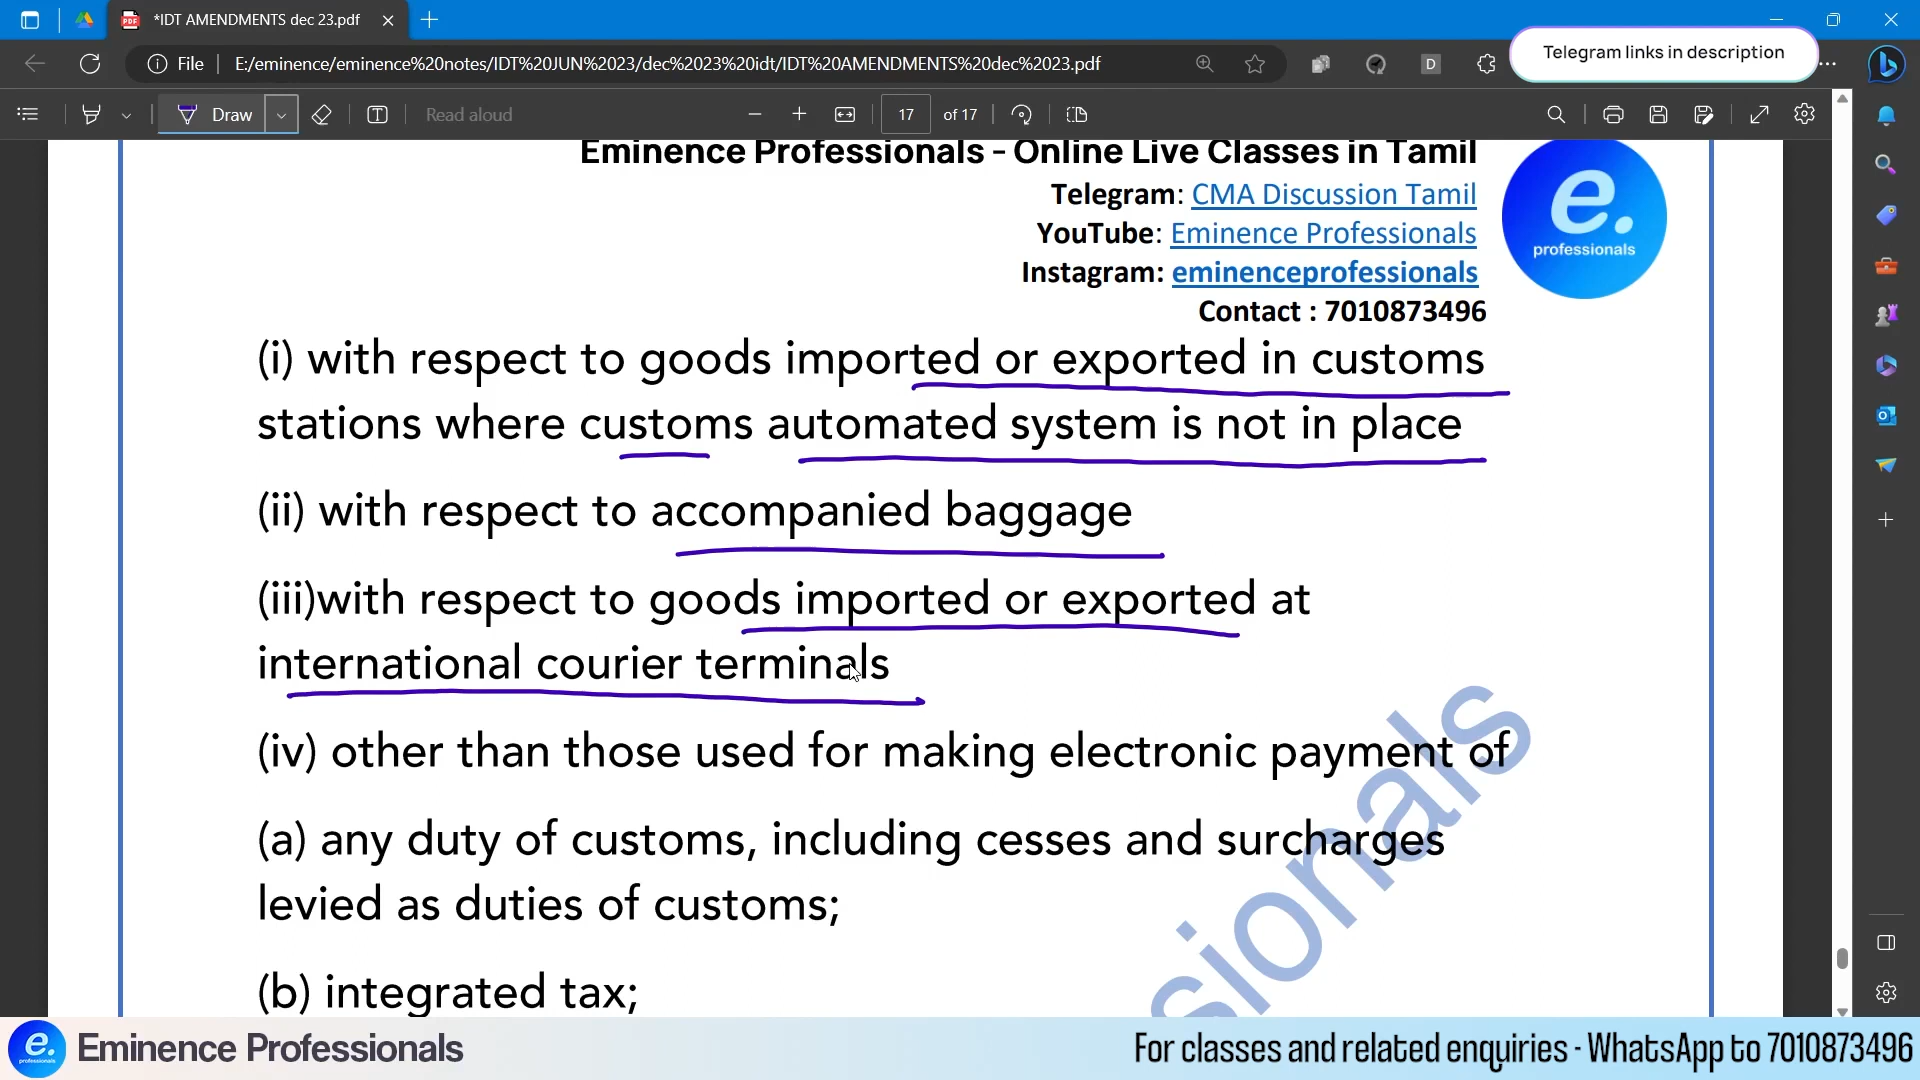 *IDT AMENDMENTS dec 23.pdf
File
E:/eminence/eminence%20notes/IDT%20JUN%2023/dec%2023%20idt/IDT%20AMENDMENTS%20dec%2023.pdf
D
Telegram links in description
Draw
Read aloud
17
of 17
Eminence Professionals - Online Live Classes in Tamil
Telegram: CMA Discussion Tamil
YouTube: Eminence Professionals
Instagram: eminenceprofessionals
Contact : 7010873496
e.
professionals
(i) with respect to goods imported or exported in customs
stations where customs automated system is not in place
(ii) with respect to accompanied baggage
(iii)with respect to goods imported or exported at
international courier terminals
(iv) other than those used for making electronic payment of
(a) any duty of customs, including cesses and surcharges
levied as duties of customs;
(b) integrated tax;
sionals
e.
professionals
Eminence Professionals
For classes and related enquiries - WhatsApp to 7010873496